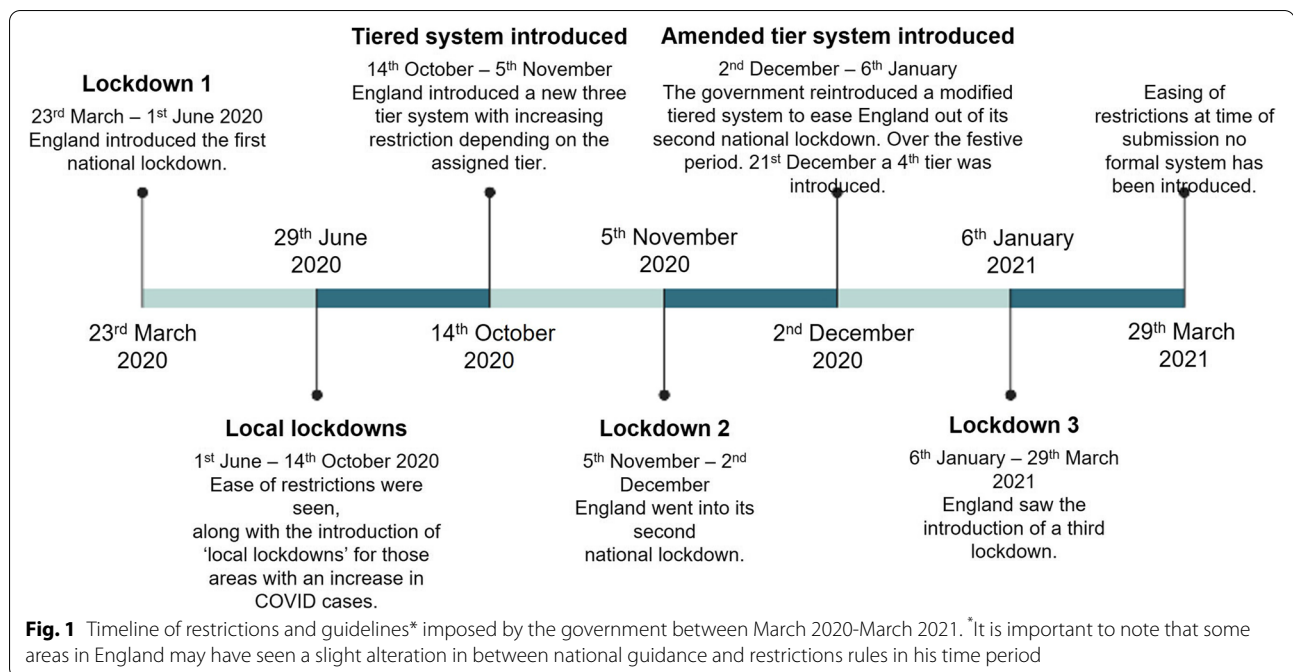 Lockdown 1
23rd March – 1st June 2020
England introduced the first
national lockdown.
Tiered system introduced
14th October – 5th November
England introduced a new three
tier system with increasing
restriction depending on the
assigned tier.
Amended tier system introduced
2nd December – 6th January
The government reintroduced a modified
tiered system to ease England out of its
second national lockdown. Over the festive
period. 21st December a 4th tier was
introduced.
Easing of
restrictions at time of
submission no
formal system has
been introduced.
29th June
2020
5th November
2020
6th January
2021
23rd March
2020
14th October
2020
2nd December
2020
29th March
2021
Local lockdowns
1st June – 14th October 2020
Ease of restrictions were
seen,
along with the introduction of
‘local lockdowns’ for those
areas with an increase in
COVID cases.
Lockdown 2
5th November – 2nd
December
England went into its
second
national lockdown.
Lockdown 3
6th January – 29th March
2021
England saw the
introduction of a third
lockdown.
Fig. 1 Timeline of restrictions and guidelines* imposed by the government between March 2020-March 2021. *It is important to note that some
areas in England may have seen a slight alteration in between national guidance and restrictions rules in his time period